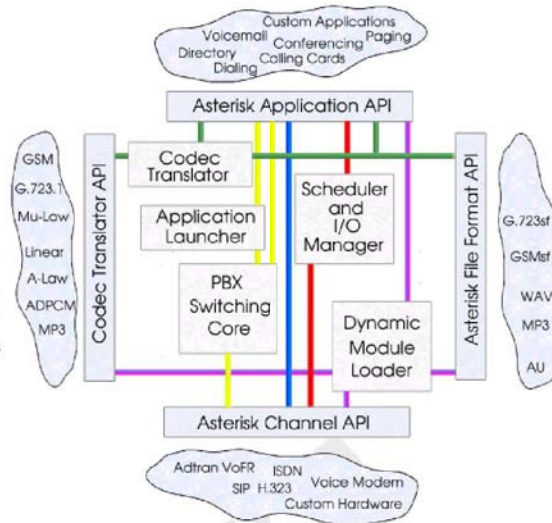 Custom Applications
Voicemail
Paging
Conferencing
Directory
Calling Cards
Dialing
Asterisk Application API
Codec Translator API
GSM
G.723.1
Mu-Law
Linear
A-Law
ADPCM
MP3
Codec
Translator
Application
Launcher
PBX
Switching
Core
Scheduler
and
I/O
Manager
Dynamic
Module
Loader
Asterisk File Format API
G.723sf
GSMsf
WAV
MP3
AU
Asterisk Channel API
Adtran VoFR
ISDN
Voice Modem
SIP
H.323
Custom Hardware